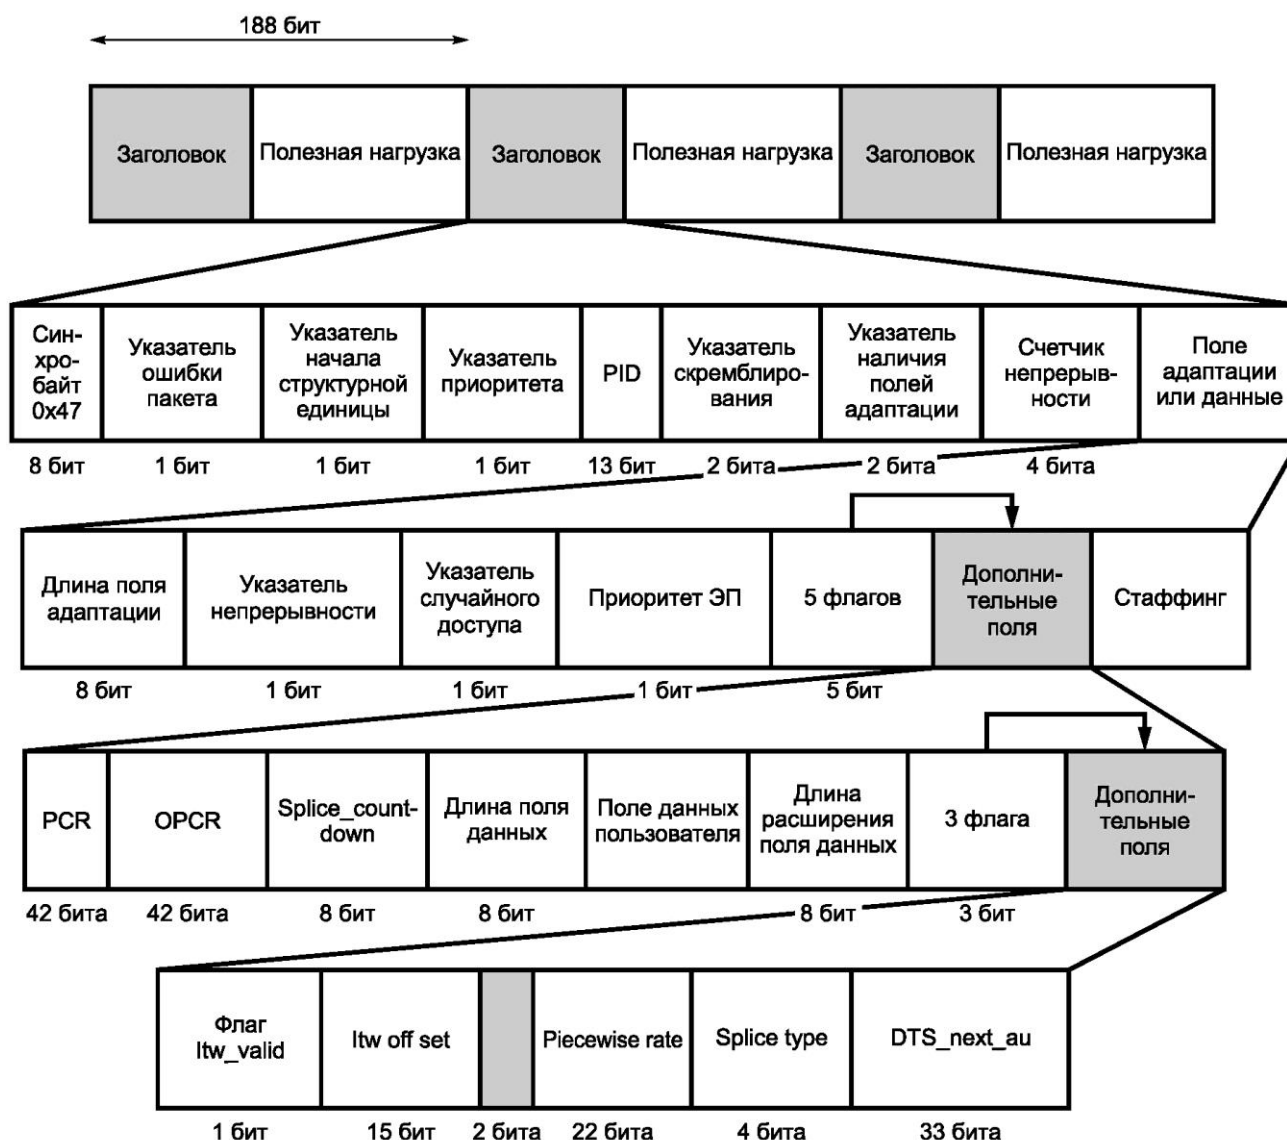 188 бит
Заголовок
Полезная нагрузка
Заголовок
Полезная нагрузка
Заголовок
Полезная нагрузка
Син-
хро-
байт
0x47
Указатель
ошибки
пакета
Указатель
начала
структурной
единицы
Указатель
приоритета
PID
Указатель
скремблиро-
вания
Указатель
наличия
полей
адаптации
Счетчик
непрерыв-
ности
Поле
адаптации
или данные
8 бит
1 бит
1 бит
1 бит
13 бит
2 бита
2 бита
4 бита
Длина поля
адаптации
Указатель
непрерывности
Указатель
случайного
доступа
Приоритет ЭП
5 флагов
Дополни-
тельные
поля
Стаффинг
8 бит
1 бит
1 бит
1 бит
5 бит
PCR
OPCR
Splice_count-
down
Длина поля
данных
Поле данных
пользователя
Длина
расширения
поля данных
3 флага
Дополни-
тельные
поля
42 бита
42 бита
8 бит
8 бит
8 бит
3 бит
Флаг
ltw_valid
ltw off set
Piecewise rate
Splice type
DTS_next_au
1 бит
15 бит
2 бита
22 бита
4 бита
33 бита